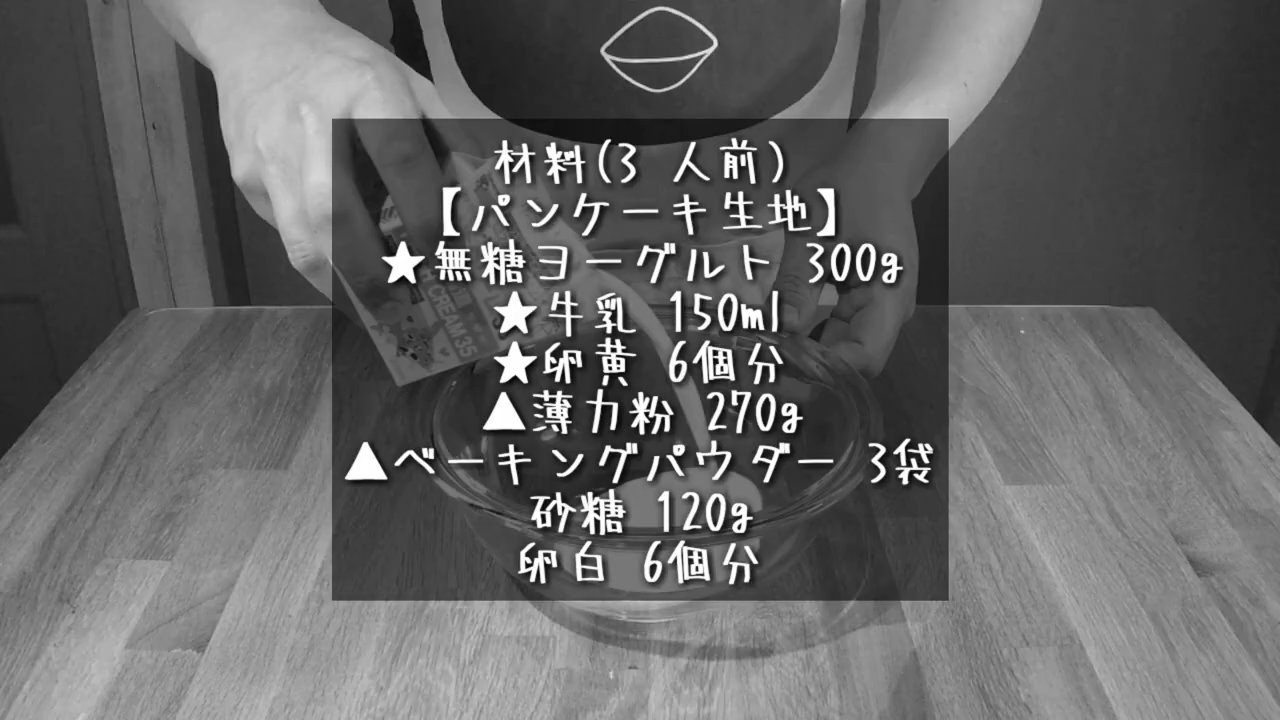 材料(3 人前)
【パンケーキ生地】
★無糖ヨーグルト 300g
★牛乳 150ml
★卵黄 6個分
▲薄力粉 270g
▲ベーキングパウダー 3袋
砂糖 120g
卵白 6個分
CREAM 35